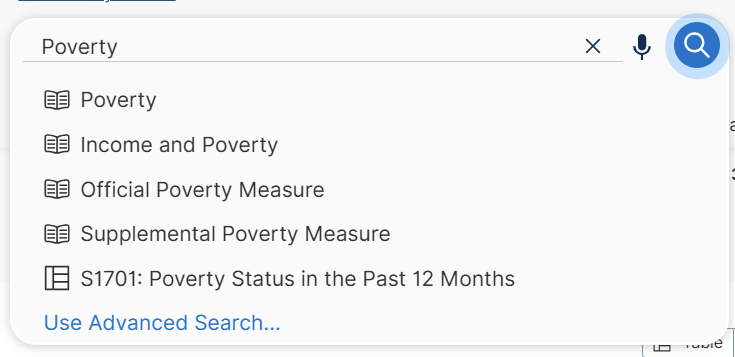 Poverty
Poverty
Income and Poverty
Official Poverty Measure
Supplemental Poverty Measure
S1701: Poverty Status in the Past 12 Months
Use Advanced Search...
Table